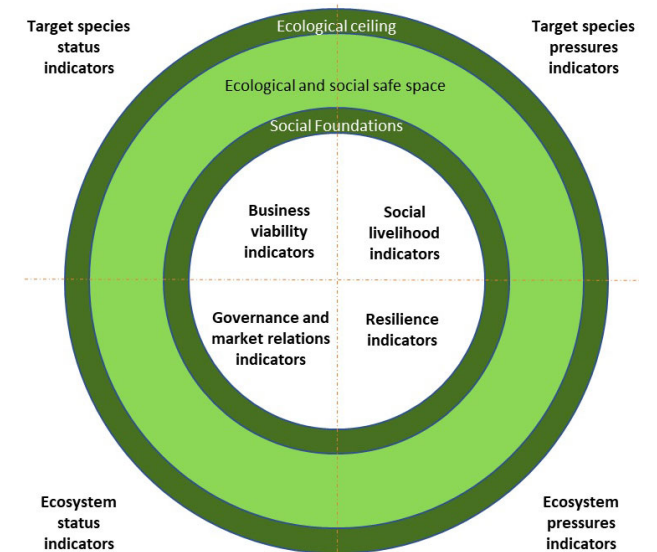 Target species
status
indicators
Ecological ceiling
Target species
pressures
indicators
Ecological and social safe space
Social Foundations
Business
viability
indicators
Social
livelihood
indicators
Governance and
market relations
indicators
Resilience
indicators
Ecosystem
status
indicators
Ecosystem
pressures
indicators